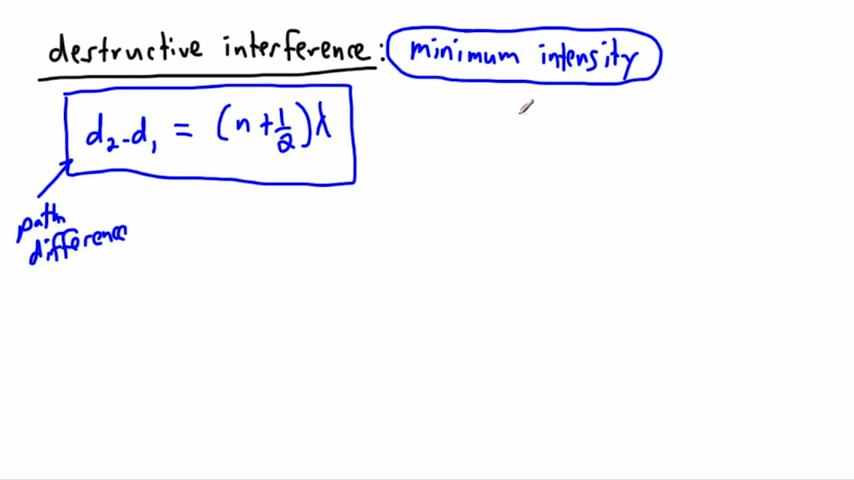 destructive interference: minimum intensity
d₂-d₁ = (n+½)λ
path
difference